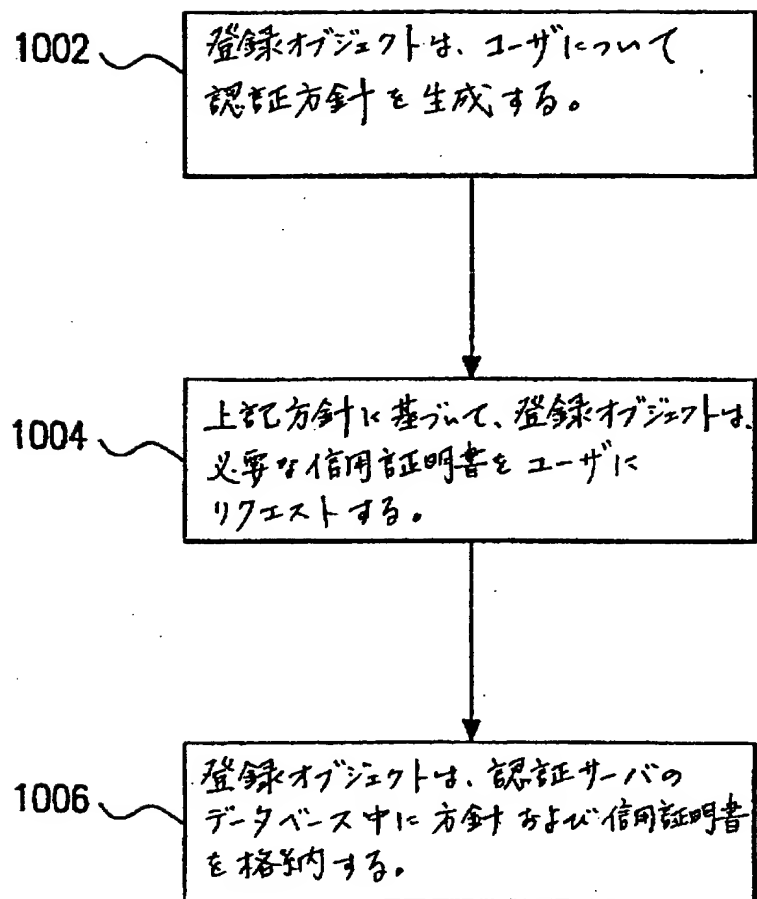 1002
登録オブジェクトは、ユーザについて
認証方針を生成する。
1004
上記方針に基づいて、登録オブジェクトは、
必要な信用証明書をユーザに
リクエストする。
1006
登録オブジェクトは、認証サーバの
データベース中に方針および信用証明書
を格納する。